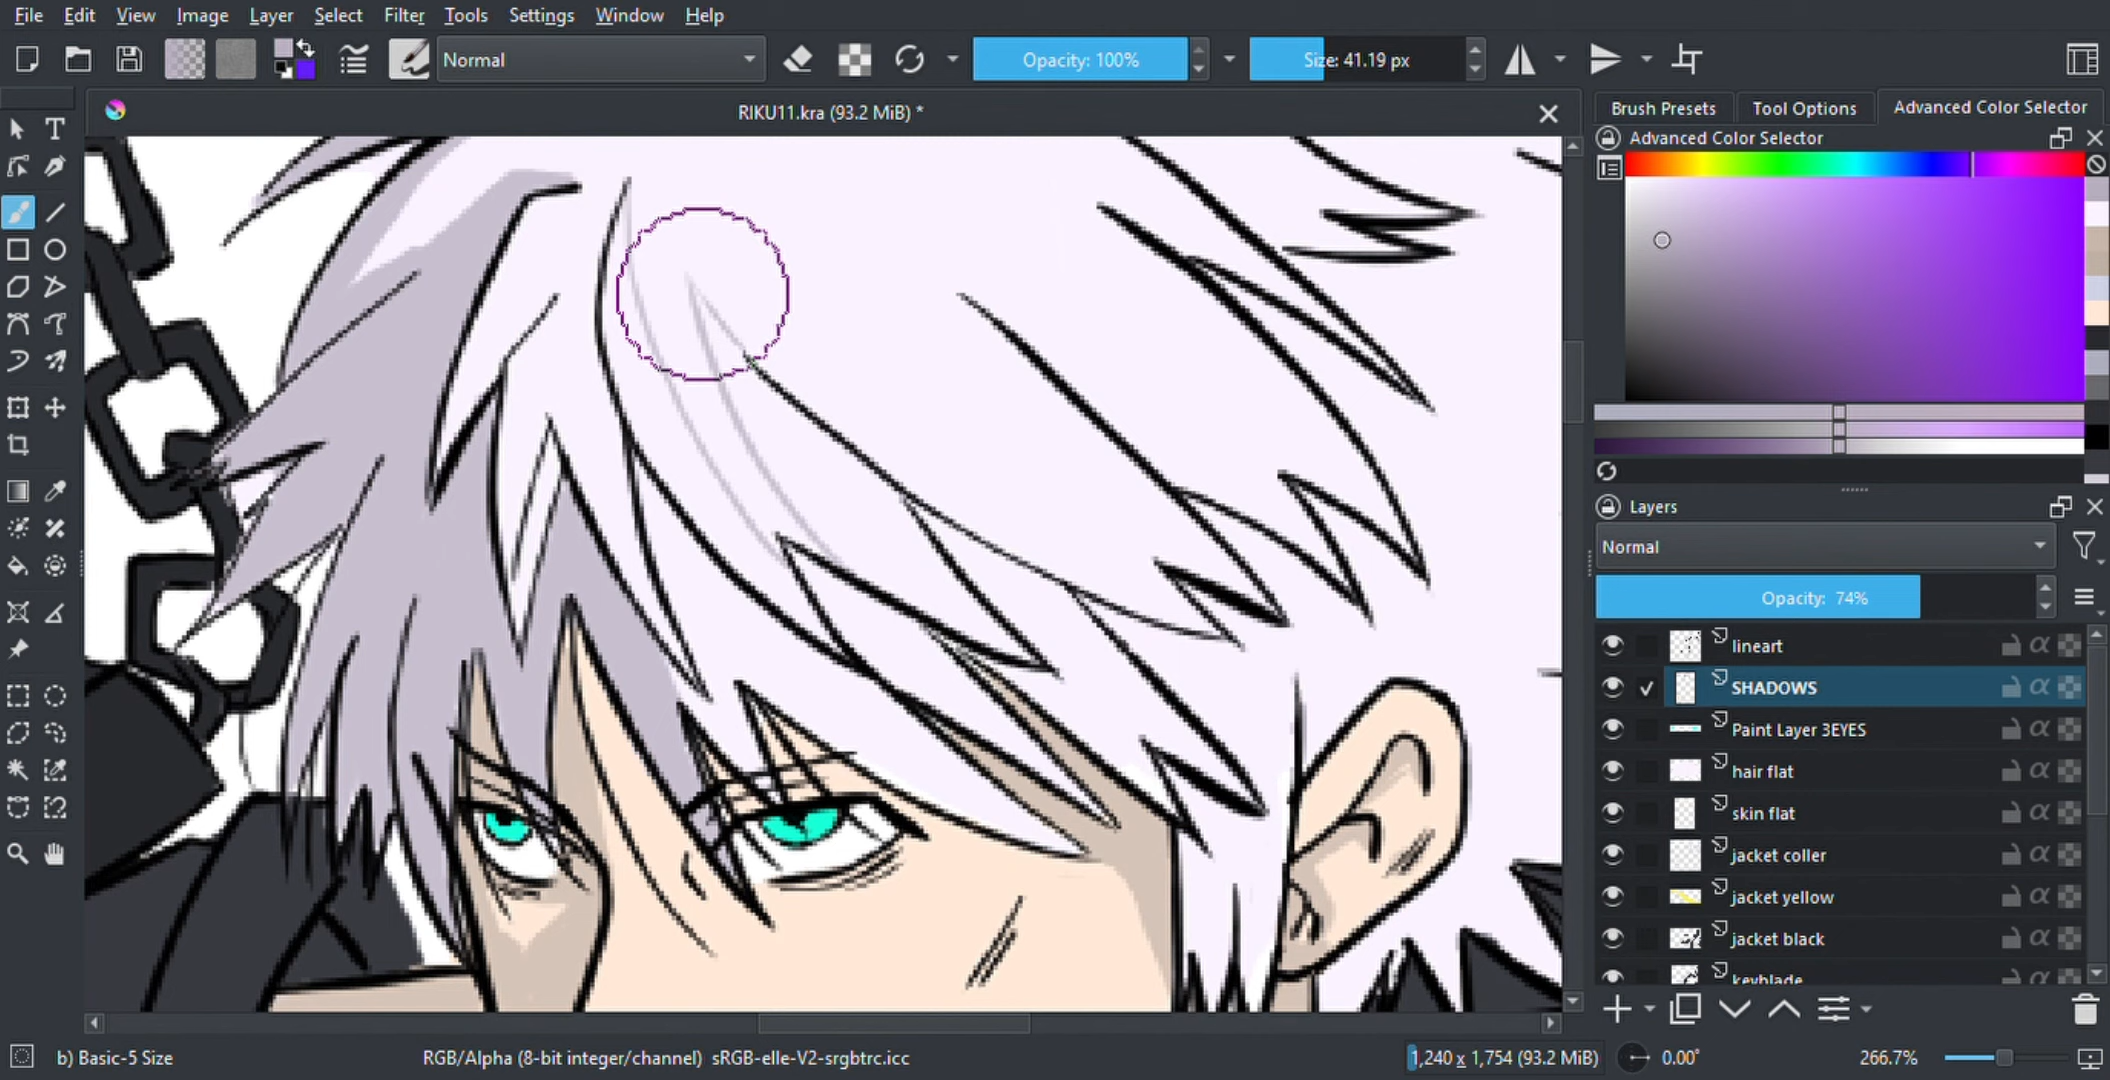 File Edit View Image Layer Select Filter Tools Settings Window Help
Normal Opacity: 100% Size: 41.19 px
RIKU11.kra (93.2 MiB) *
Brush Presets Tool Options Advanced Color Selector
Advanced Color Selector
Layers
Normal
Opacity: 74%
lineart
SHADOWS
Paint Layer 3EYES
hair flat
skin flat
jacket coller
jacket yellow
jacket black
keyblade
b) Basic-5 Size RGB/Alpha (8-bit integer/channel) sRGB-elle-V2-srgbtrc.icc 1,240 x 1,754 (93.2 MiB) 0.00° 266.7%